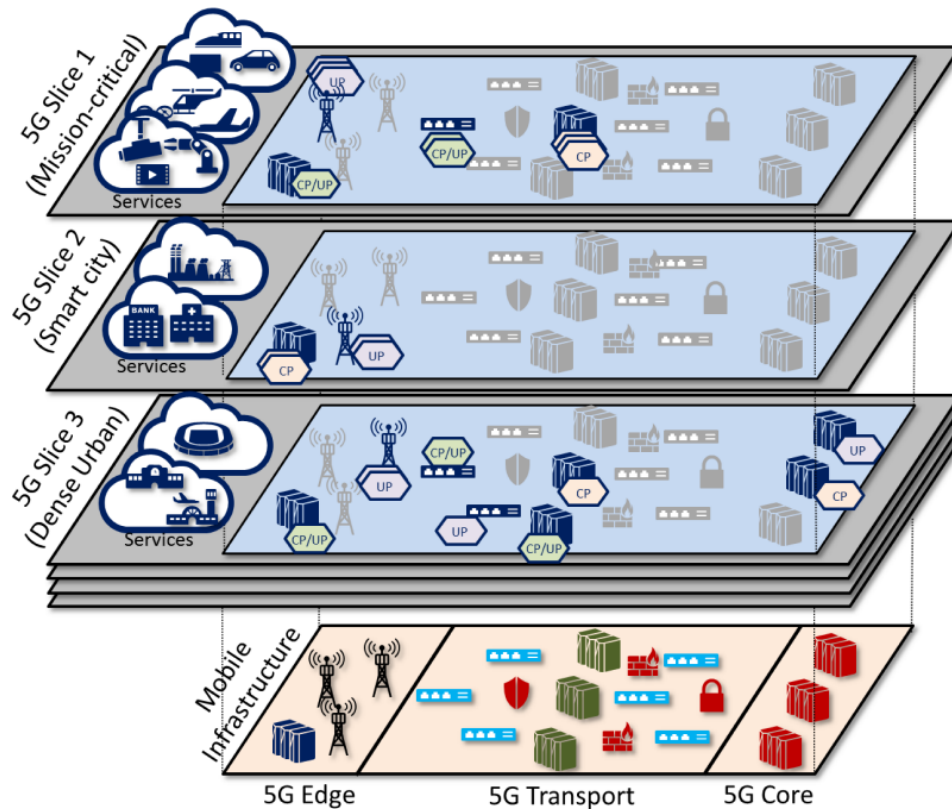 5G Slice 1
(Mission-critical)
Services
UP
CP/UP
CP/UP
CP
5G Slice 2
(Smart city)
BANK
Services
CP
UP
5G Slice 3
(Dense Urban)
Services
CP/UP
UP
UP
CP
CP
CP/UP
UP
CP/UP
Mobile
Infrastructure
5G Edge
5G Transport
5G Core